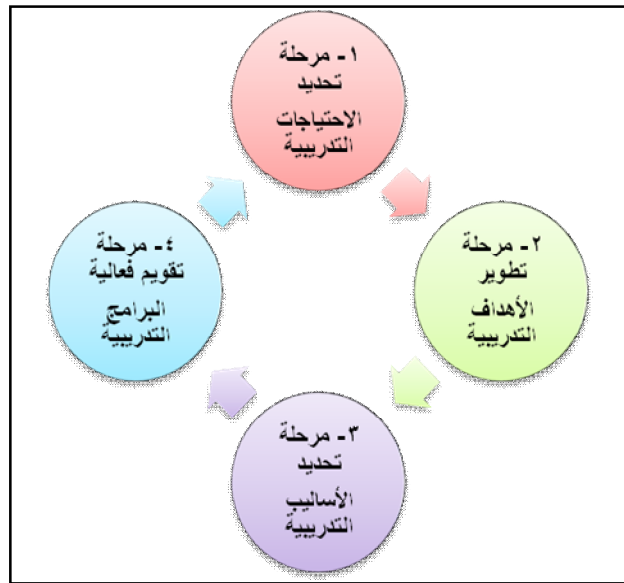 ١- مرحلة
تحديد
الاحتياجات
التدريبية
٢- مرحلة
تطوير
الأهداف
التدريبية
٣- مرحلة
تحديد
الأساليب
التدريبية
٤- مرحلة
تقويم فعالية
البرامج
التدريبية